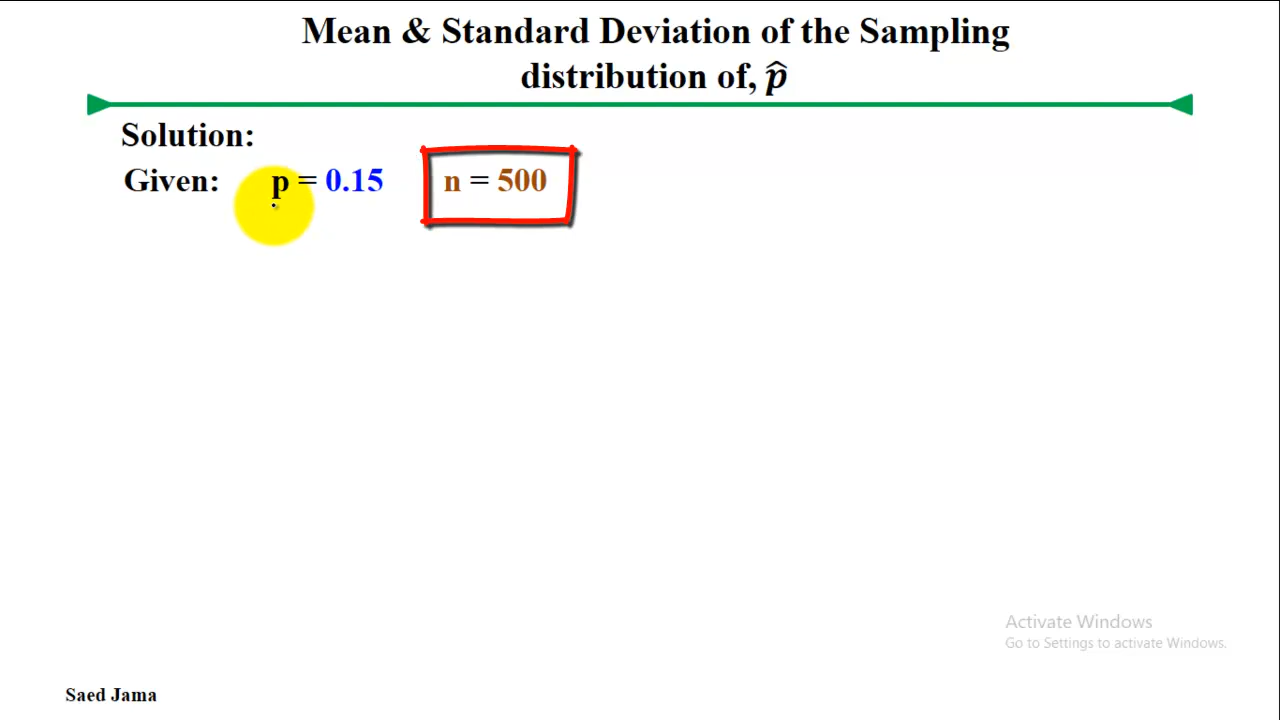 Mean & Standard Deviation of the Sampling
distribution of, p̂
Solution:
Given: p = 0.15 n = 500
Activate Windows
Go to Settings to activate Windows.
Saed Jama